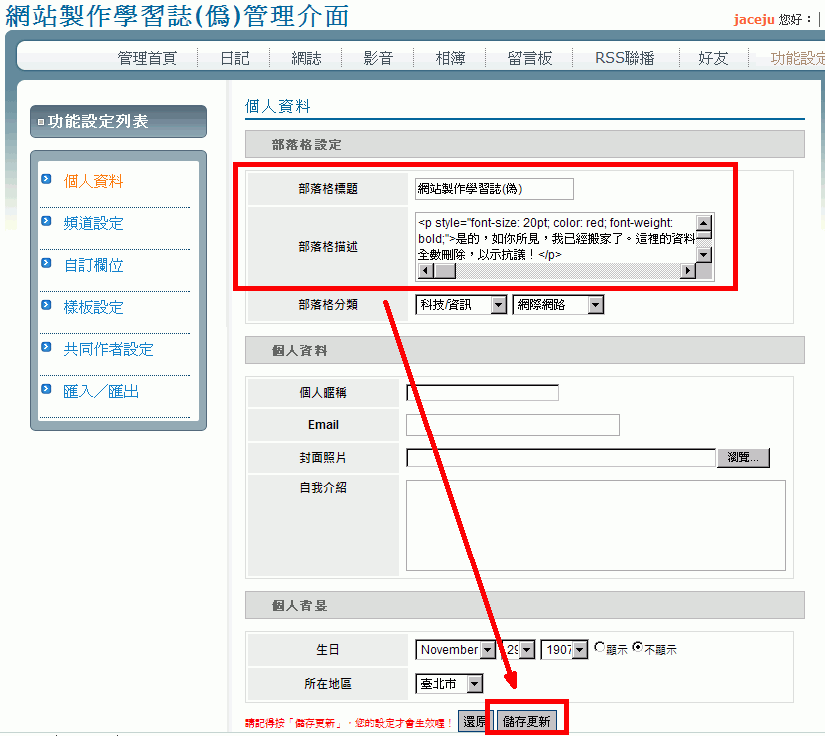 網站製作學習誌(偽)管理介面
jaceju 您好：|
管理首頁 日記 網誌 影音 相簿 留言板 RSS聯播 好友 功能設定
功能設定列表
個人資料
頻道設定
自訂欄位
樣板設定
共同作者設定
匯入／匯出
個人資料
部落格設定
部落格標題 網站製作學習誌(偽)
部落格描述 <p style="font-size: 20pt; color: red; font-weight:
bold;">是的，如你所見，我已經搬家了。這裡的資料
全數刪除，以示抗議！</p>
部落格分類 科技/資訊 網際網路
個人資料
個人暱稱
Email
封面照片 瀏覽...
自我介紹
個人背景
生日 November 29 1907 顯示 不顯示
所在地區 臺北市
請記得按「儲存更新」，您的設定才會生效喔！ 還原 儲存更新